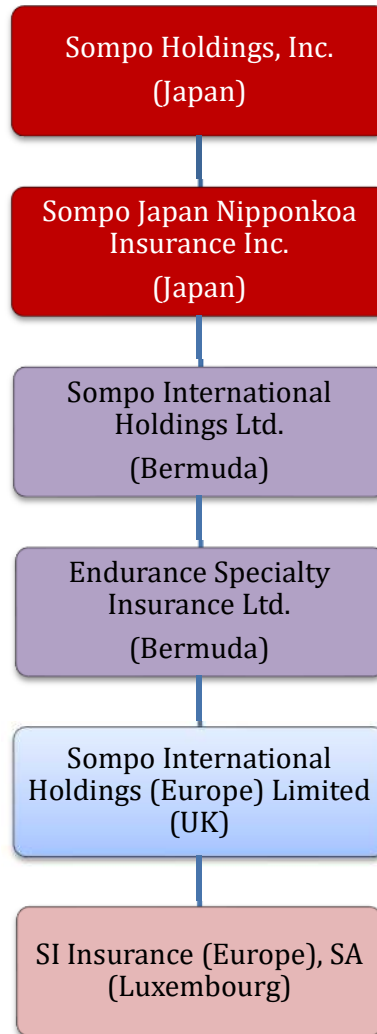 Sompo Holdings, Inc.
(Japan)
Sompo Japan Nipponkoa
Insurance Inc.
(Japan)
Sompo International
Holdings Ltd.
(Bermuda)
Endurance Specialty
Insurance Ltd.
(Bermuda)
Sompo International
Holdings (Europe) Limited
(UK)
SI Insurance (Europe), SA
(Luxembourg)